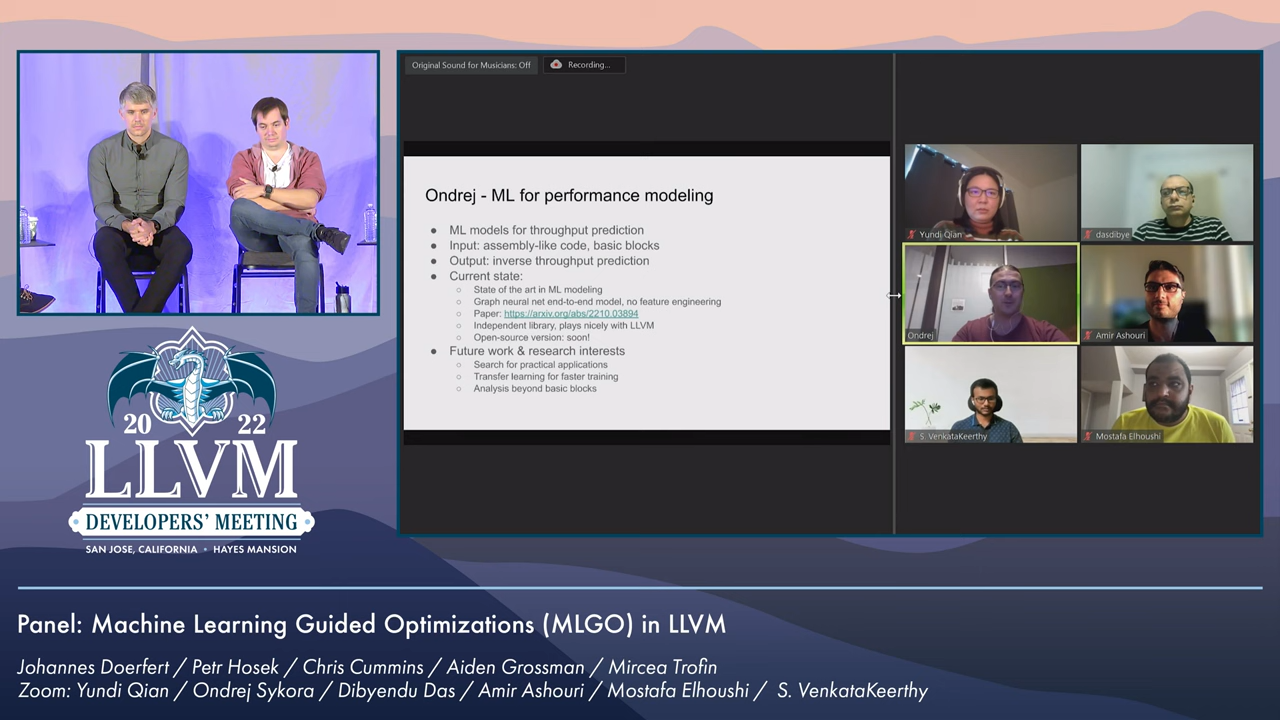 Original Sound for Musicians: Off
Recording...
Ondrej - ML for performance modeling
● ML models for throughput prediction
● Input: assembly-like code, basic blocks
● Output: inverse throughput prediction
● Current state:
○ State of the art in ML modeling
○ Graph neural net end-to-end model, no feature engineering
○ Paper: https://arxiv.org/abs/2210.03894
○ Independent library, plays nicely with LLVM
○ Open-source version: soon!
● Future work & research interests
○ Search for practical applications
○ Transfer learning for faster training
○ Analysis beyond basic blocks
Yundi Qian
dasdibye
Ondrej
Amir Ashouri
S. VenkataKeerthy
Mostafa Elhoushi
20 22
LLVM
DEVELOPERS' MEETING
SAN JOSE, CALIFORNIA • HAYES MANSION
Panel: Machine Learning Guided Optimizations (MLGO) in LLVM
Johannes Doerfert / Petr Hosek / Chris Cummins / Aiden Grossman / Mircea Trofin
Zoom: Yundi Qian / Ondrej Sykora / Dibyendu Das / Amir Ashouri / Mostafa Elhoushi / S. VenkataKeerthy